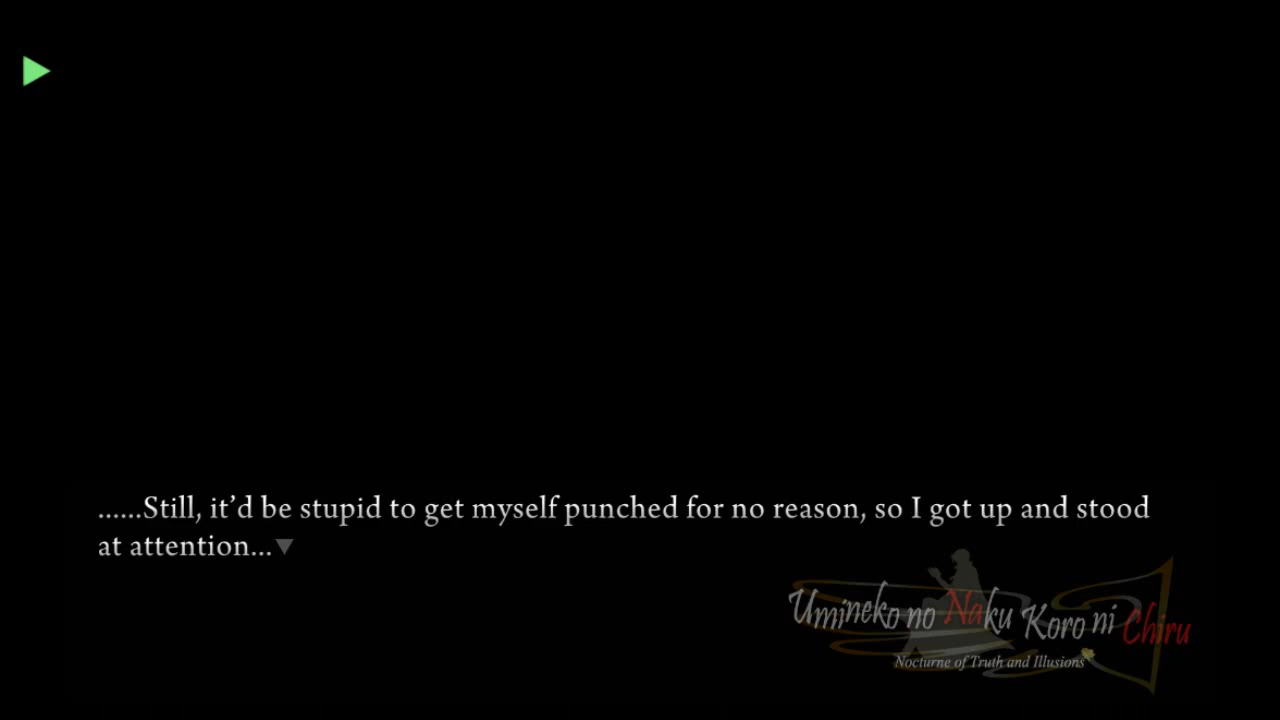 ......Still, it’d be stupid to get myself punched for no reason, so I got up and stood
at attention...
Umineko no Naku Koro ni Chiru
Nocturne of Truth and Illusions